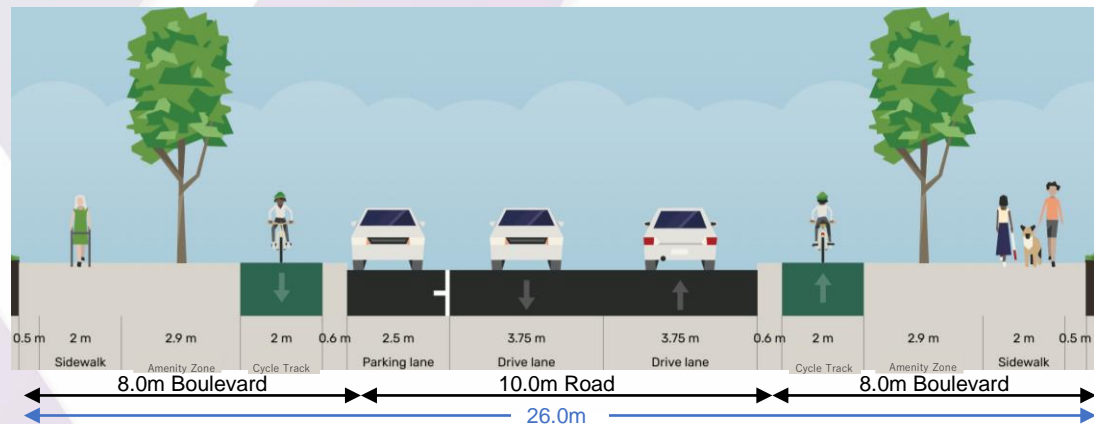 0.5 m 2 m 2.9 m 2 m 0.6 m 2.5 m 3.75 m 3.75 m 0.6 m 2 m 2.9 m 2 m 0.5 m
Sidewalk Amenity Zone Cycle Track Parking lane Drive lane Drive lane Cycle Track Amenity Zone Sidewalk
8.0m Boulevard 10.0m Road 8.0m Boulevard
26.0m